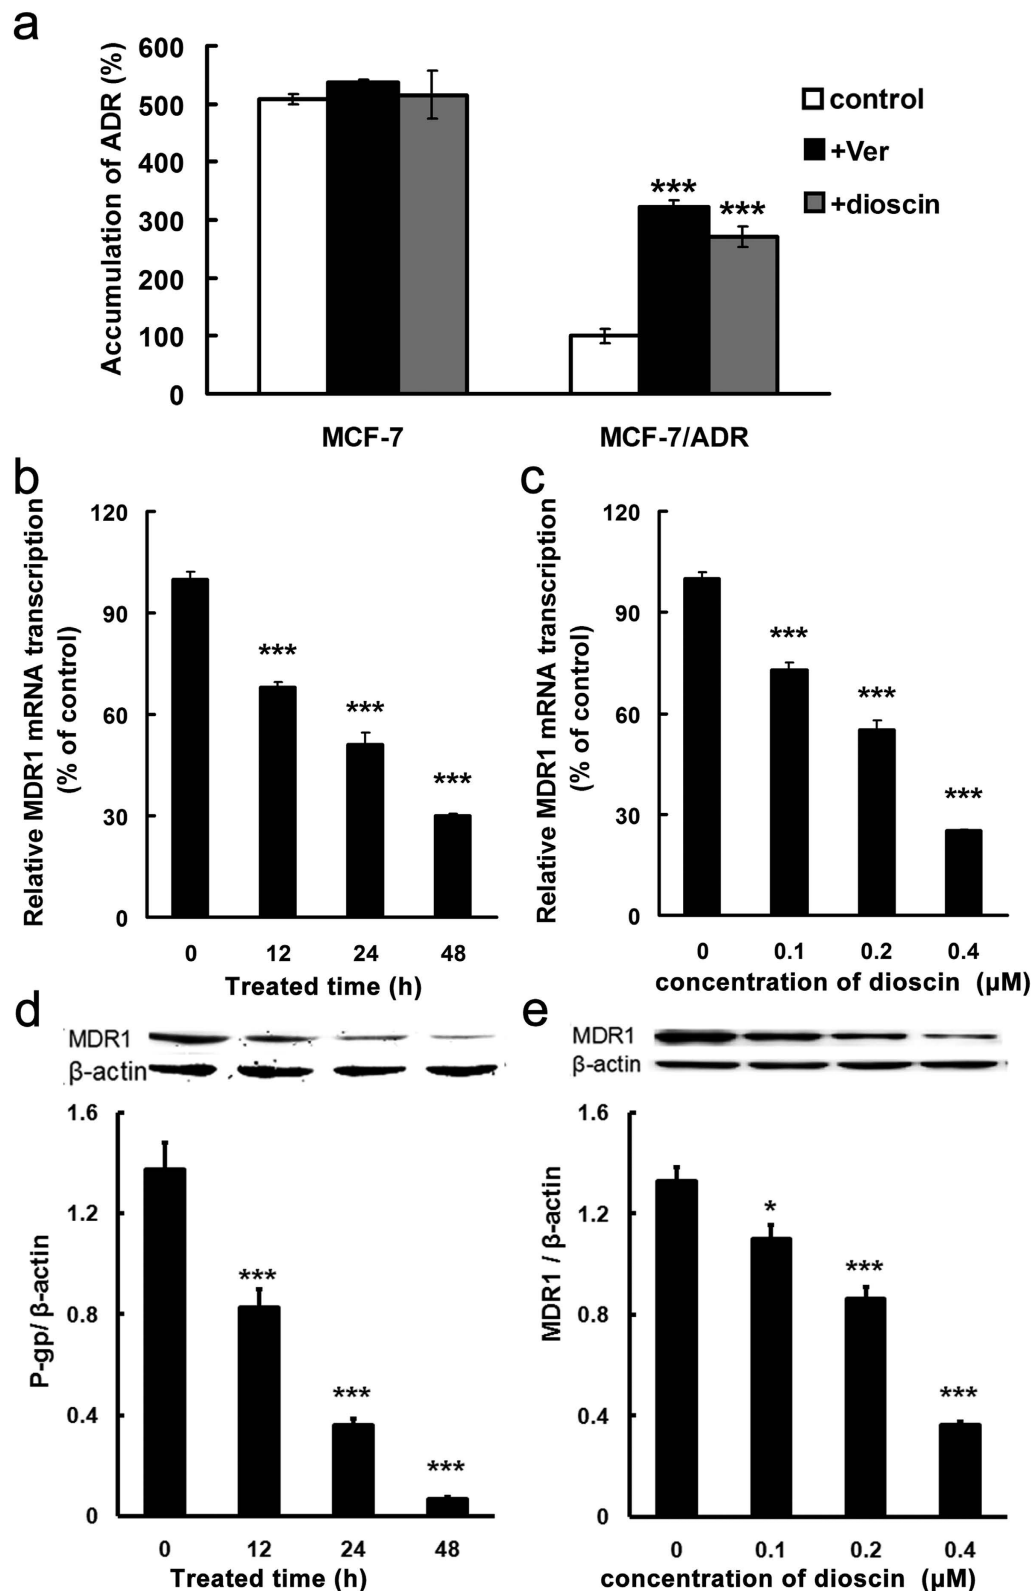 a
Accumulation of ADR (%)
600
500
400
300
200
100
0
control
+Ver
+dioscin
***
***
MCF-7
MCF-7/ADR
b
Relative MDR1 mRNA transcription
(% of control)
120
90
60
30
0
***
***
***
0 12 24 48
Treated time (h)
c
Relative MDR1 mRNA transcription
(% of control)
120
90
60
30
0
***
***
***
0 0.1 0.2 0.4
concentration of dioscin (μM)
d
MDR1
β-actin
P-gp/ β-actin
1.6
1.2
0.8
0.4
0
***
***
***
0 12 24 48
Treated time (h)
e
MDR1
β-actin
MDR1 / β-actin
1.6
1.2
0.8
0.4
0
*
***
***
0 0.1 0.2 0.4
concentration of dioscin (μM)